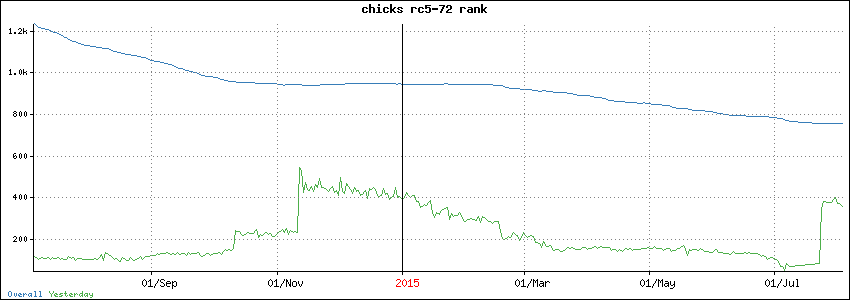 chicks rc5-72 rank
1.2k
1.0k
800
600
400
200
01/Sep 01/Nov 2015 01/Mar 01/May 01/Jul
Overall Yesterday